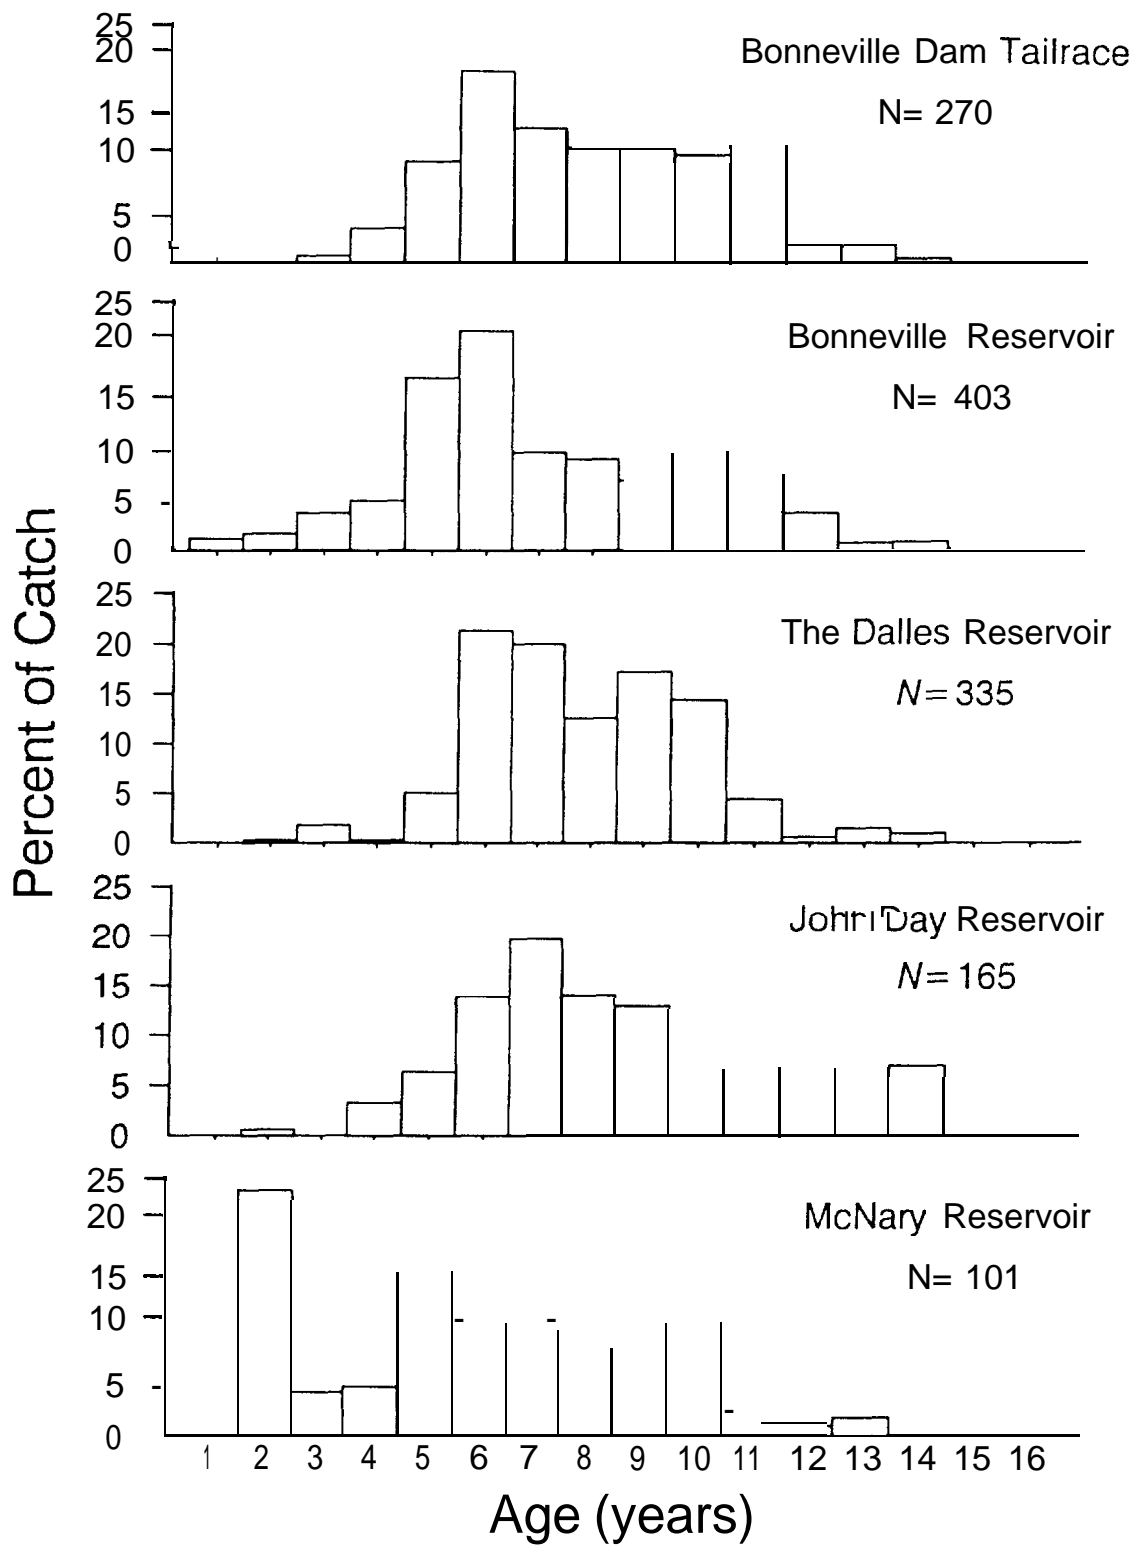 Percent of Catch
25
20
15
10
5
0
Bonneville Dam Tailrace
N= 270
25
20
15
10
5
0
Bonneville Reservoir
N= 403
25
20
15
10
5
0
The Dalles Reservoir
N=335
25
20
15
10
5
0
John Day Reservoir
N=165
25
20
15
10
5
0
McNary Reservoir
N= 101
1 2 3 4 5 6 7 8 9 10 11 12 13 14 15 16
Age (years)